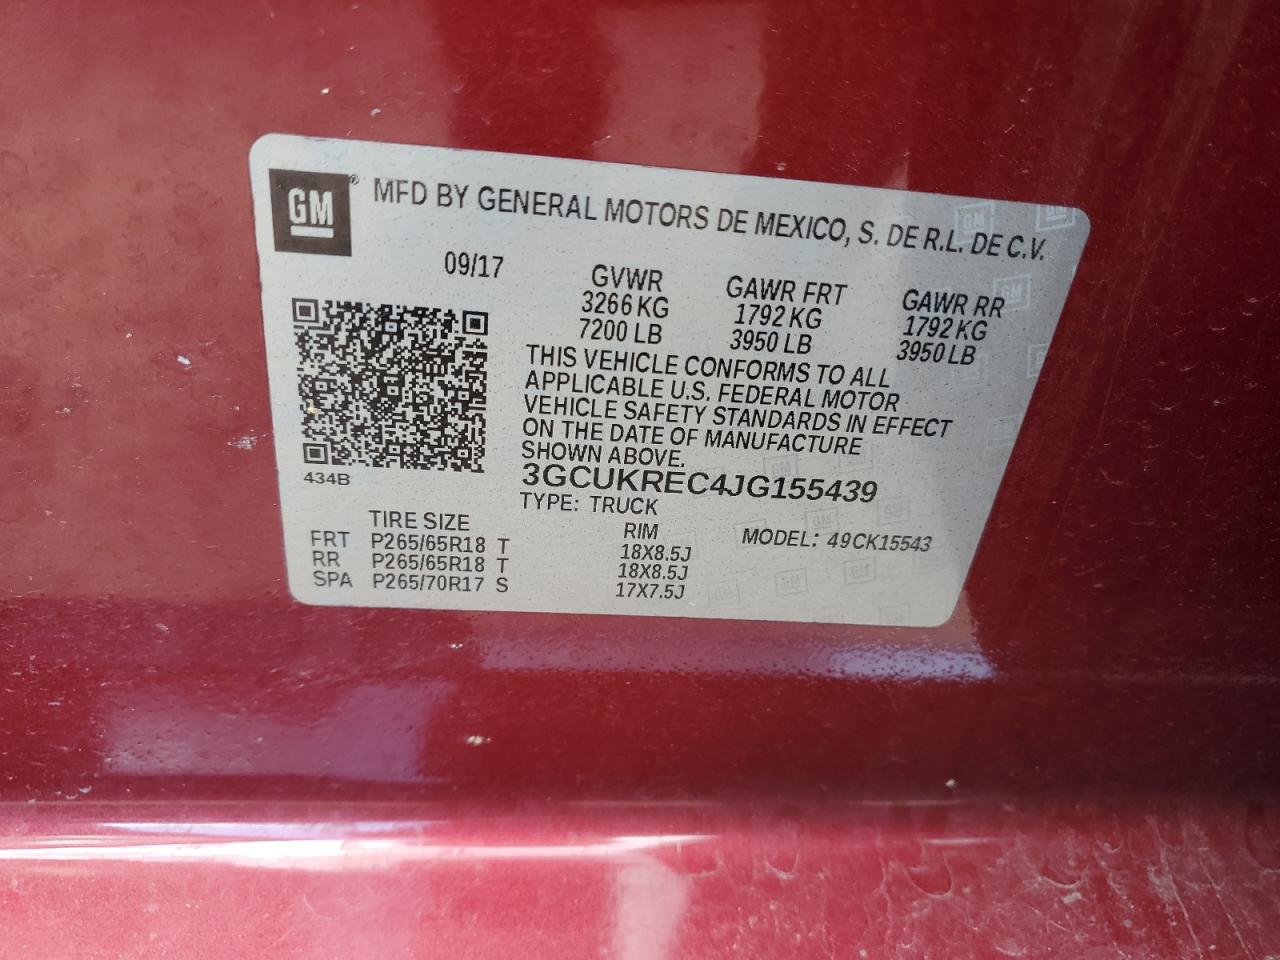 GM® MFD BY GENERAL MOTORS DE MEXICO, S. DE R.L. DE C.V.
09/17
GVWR GAWR FRT GAWR RR
3266 KG 1792 KG 1792 KG
7200 LB 3950 LB 3950 LB
THIS VEHICLE CONFORMS TO ALL
APPLICABLE U.S. FEDERAL MOTOR
VEHICLE SAFETY STANDARDS IN EFFECT
ON THE DATE OF MANUFACTURE
SHOWN ABOVE.
434B
3GCUKREC4JG155439
TYPE: TRUCK
TIRE SIZE RIM MODEL: 49CK15543
FRT P265/65R18 T 18X8.5J
RR P265/65R18 T 18X8.5J
SPA P265/70R17 S 17X7.5J